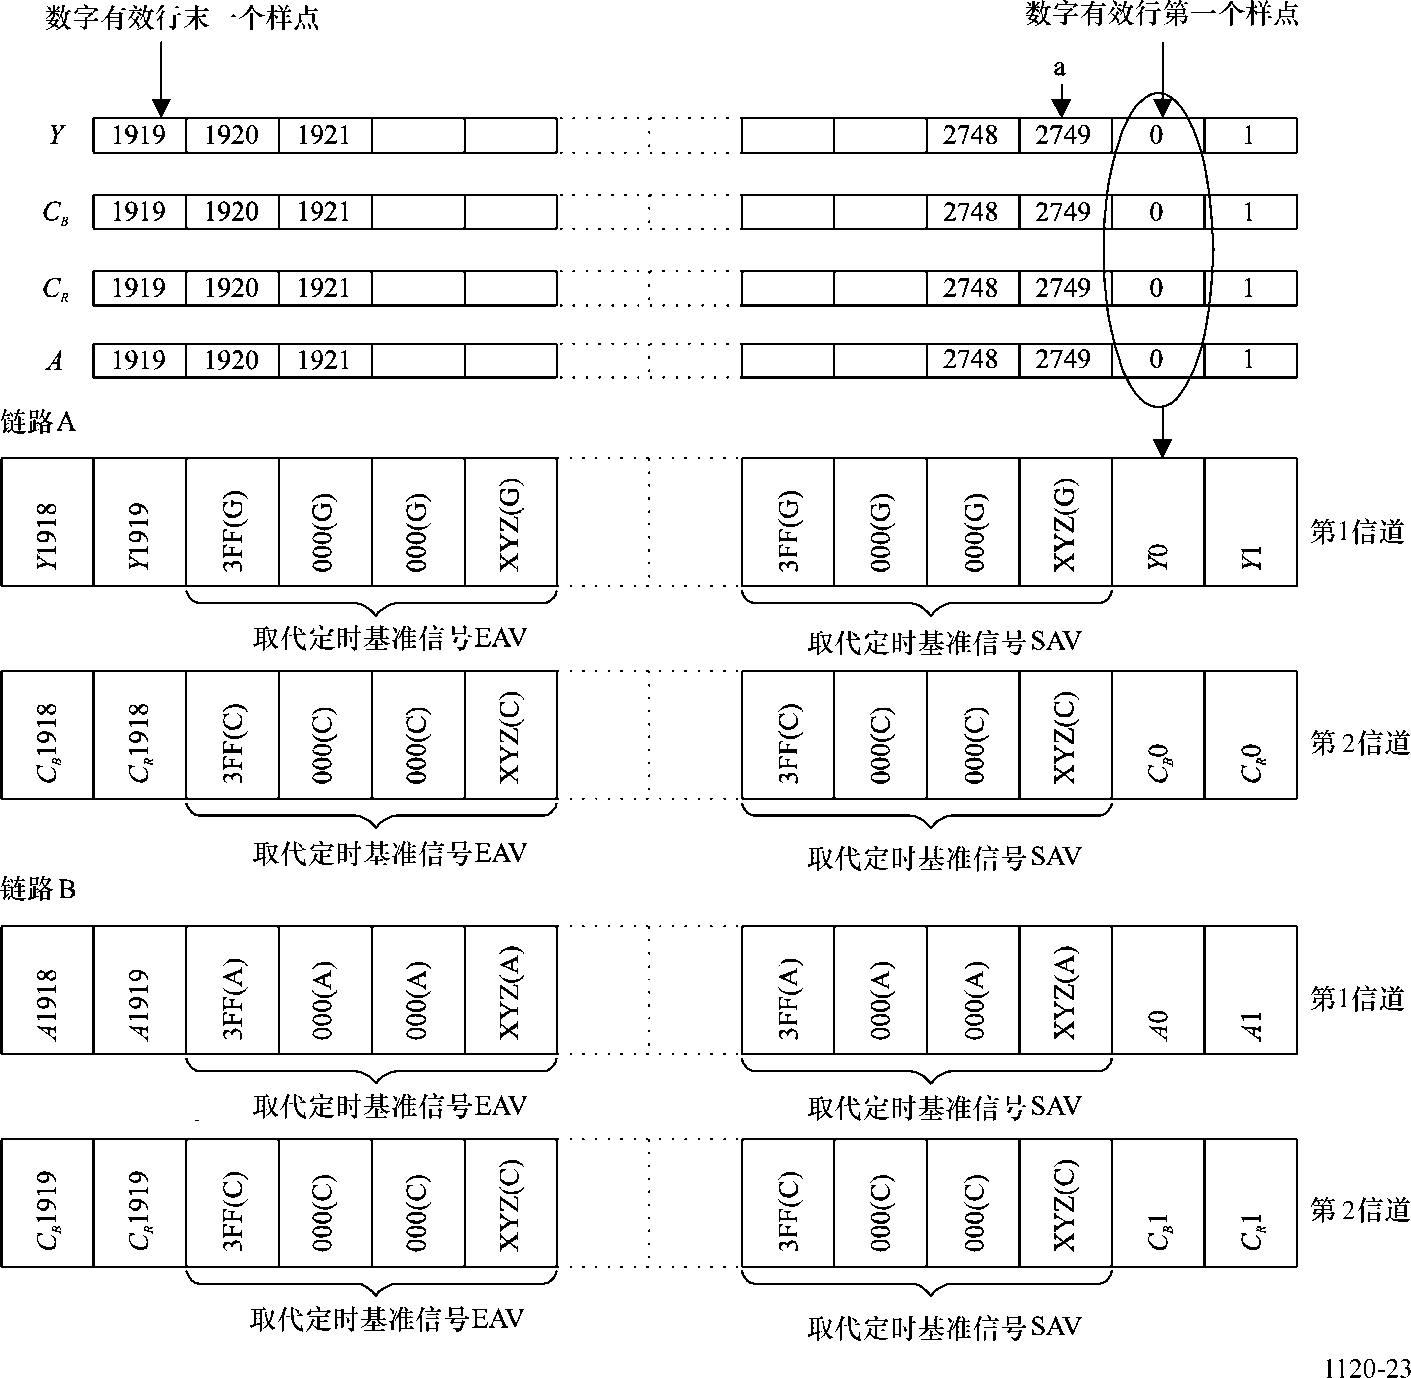 数字有效行末一个样点 数字有效行第一个样点
a
Y 1919 1920 1921 2748 2749 0 1
C_B 1919 1920 1921 2748 2749 0 1
C_R 1919 1920 1921 2748 2749 0 1
A 1919 1920 1921 2748 2749 0 1
链路A
Y1918 Y1919 3FF(G) 000(G) 000(G) XYZ(G) 3FF(G) 000(G) 000(G) XYZ(G) Y0 Y1 第1信道
取代定时基准信号EAV 取代定时基准信号SAV
C_B1918 C_R1918 3FF(C) 000(C) 000(C) XYZ(C) 3FF(C) 000(C) 000(C) XYZ(C) C_B0 C_R0 第2信道
取代定时基准信号EAV 取代定时基准信号SAV
链路B
A1918 A1919 3FF(A) 000(A) 000(A) XYZ(A) 3FF(A) 000(A) 000(A) XYZ(A) A0 A1 第1信道
取代定时基准信号EAV 取代定时基准信号SAV
C_B1919 C_R1919 3FF(C) 000(C) 000(C) XYZ(C) 3FF(C) 000(C) 000(C) XYZ(C) C_B1 C_R1 第2信道
取代定时基准信号EAV 取代定时基准信号SAV
1120-23